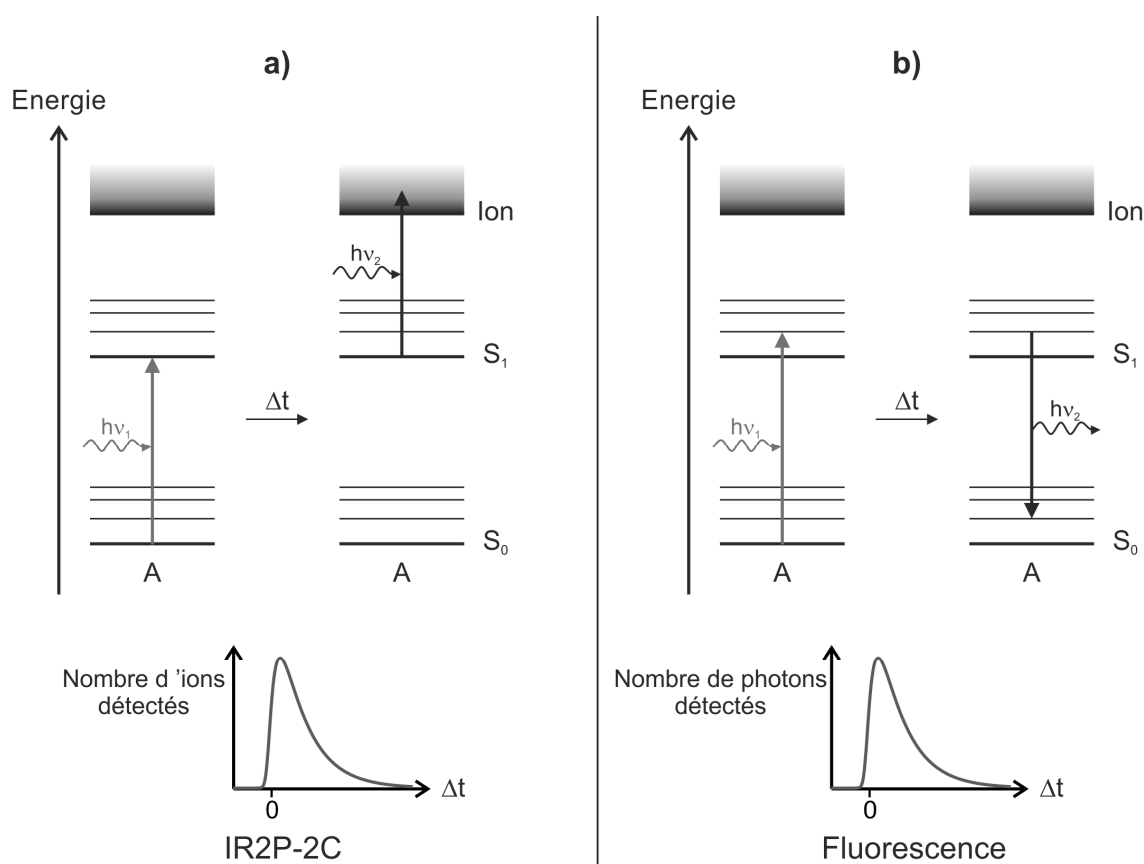 a)
Energie
Ion
hν₂
S₁
Δt
hν₁
S₀
A
A
Nombre d 'ions
détectés
Δt
0
IR2P-2C
b)
Energie
Ion
S₁
Δt
hν₁
hν₂
S₀
A
A
Nombre de photons
détectés
Δt
0
Fluorescence